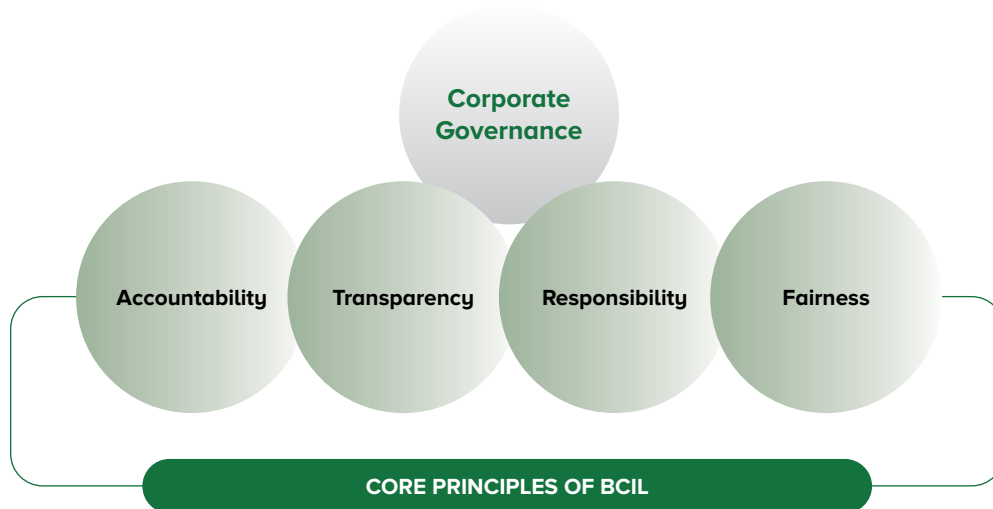 Corporate
Governance
Accountability
Transparency
Responsibility
Fairness
CORE PRINCIPLES OF BCIL